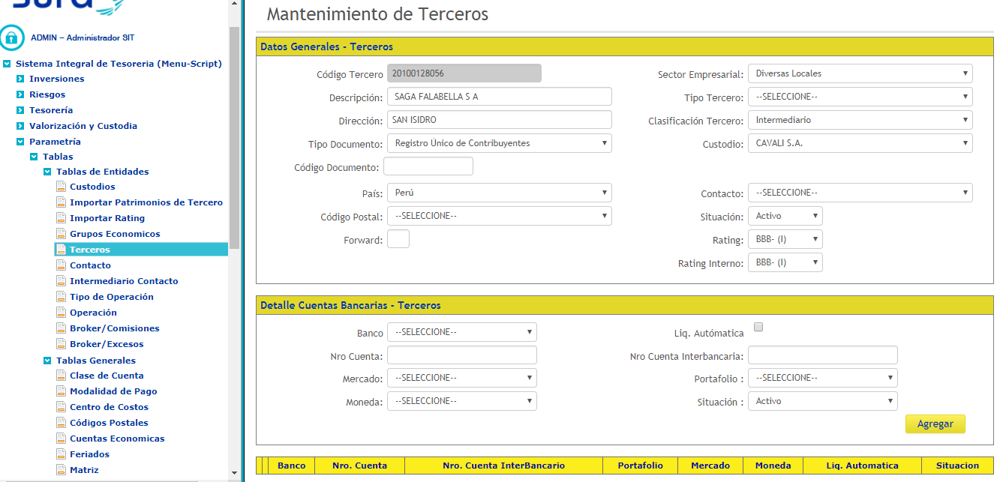 sura
ADMIN – Administrador SIT
Sistema Integral de Tesoreria (Menu-Script)
Inversiones
Riesgos
Tesorería
Valorización y Custodia
Parametría
Tablas
Tablas de Entidades
Custodios
Importar Patrimonios de Tercero
Importar Rating
Grupos Economicos
Terceros
Contacto
Intermediario Contacto
Tipo de Operación
Operación
Broker/Comisiones
Broker/Excesos
Tablas Generales
Clase de Cuenta
Modalidad de Pago
Centro de Costos
Códigos Postales
Cuentas Economicas
Feriados
Matriz
Mantenimiento de Terceros
Datos Generales - Terceros
Código Tercero 20100128056 Sector Empresarial: Diversas Locales
Descripción: SAGA FALABELLA S A Tipo Tercero: --SELECCIONE--
Dirección: SAN ISIDRO Clasificación Tercero: Intermediario
Tipo Documento: Registro Único de Contribuyentes Custodio: CAVALI S.A.
Código Documento:
País: Perú Contacto: --SELECCIONE--
Código Postal: --SELECCIONE-- Situación: Activo
Forward: Rating: BBB- (I)
Rating Interno: BBB- (I)
Detalle Cuentas Bancarias - Terceros
Banco --SELECCIONE-- Liq. Autómatica
Nro Cuenta: Nro Cuenta Interbancaria:
Mercado: --SELECCIONE-- Portafolio : --SELECCIONE--
Moneda: --SELECCIONE-- Situación : Activo
Agregar
Banco Nro. Cuenta Nro. Cuenta InterBancario Portafolio Mercado Moneda Liq. Automatica Situacion